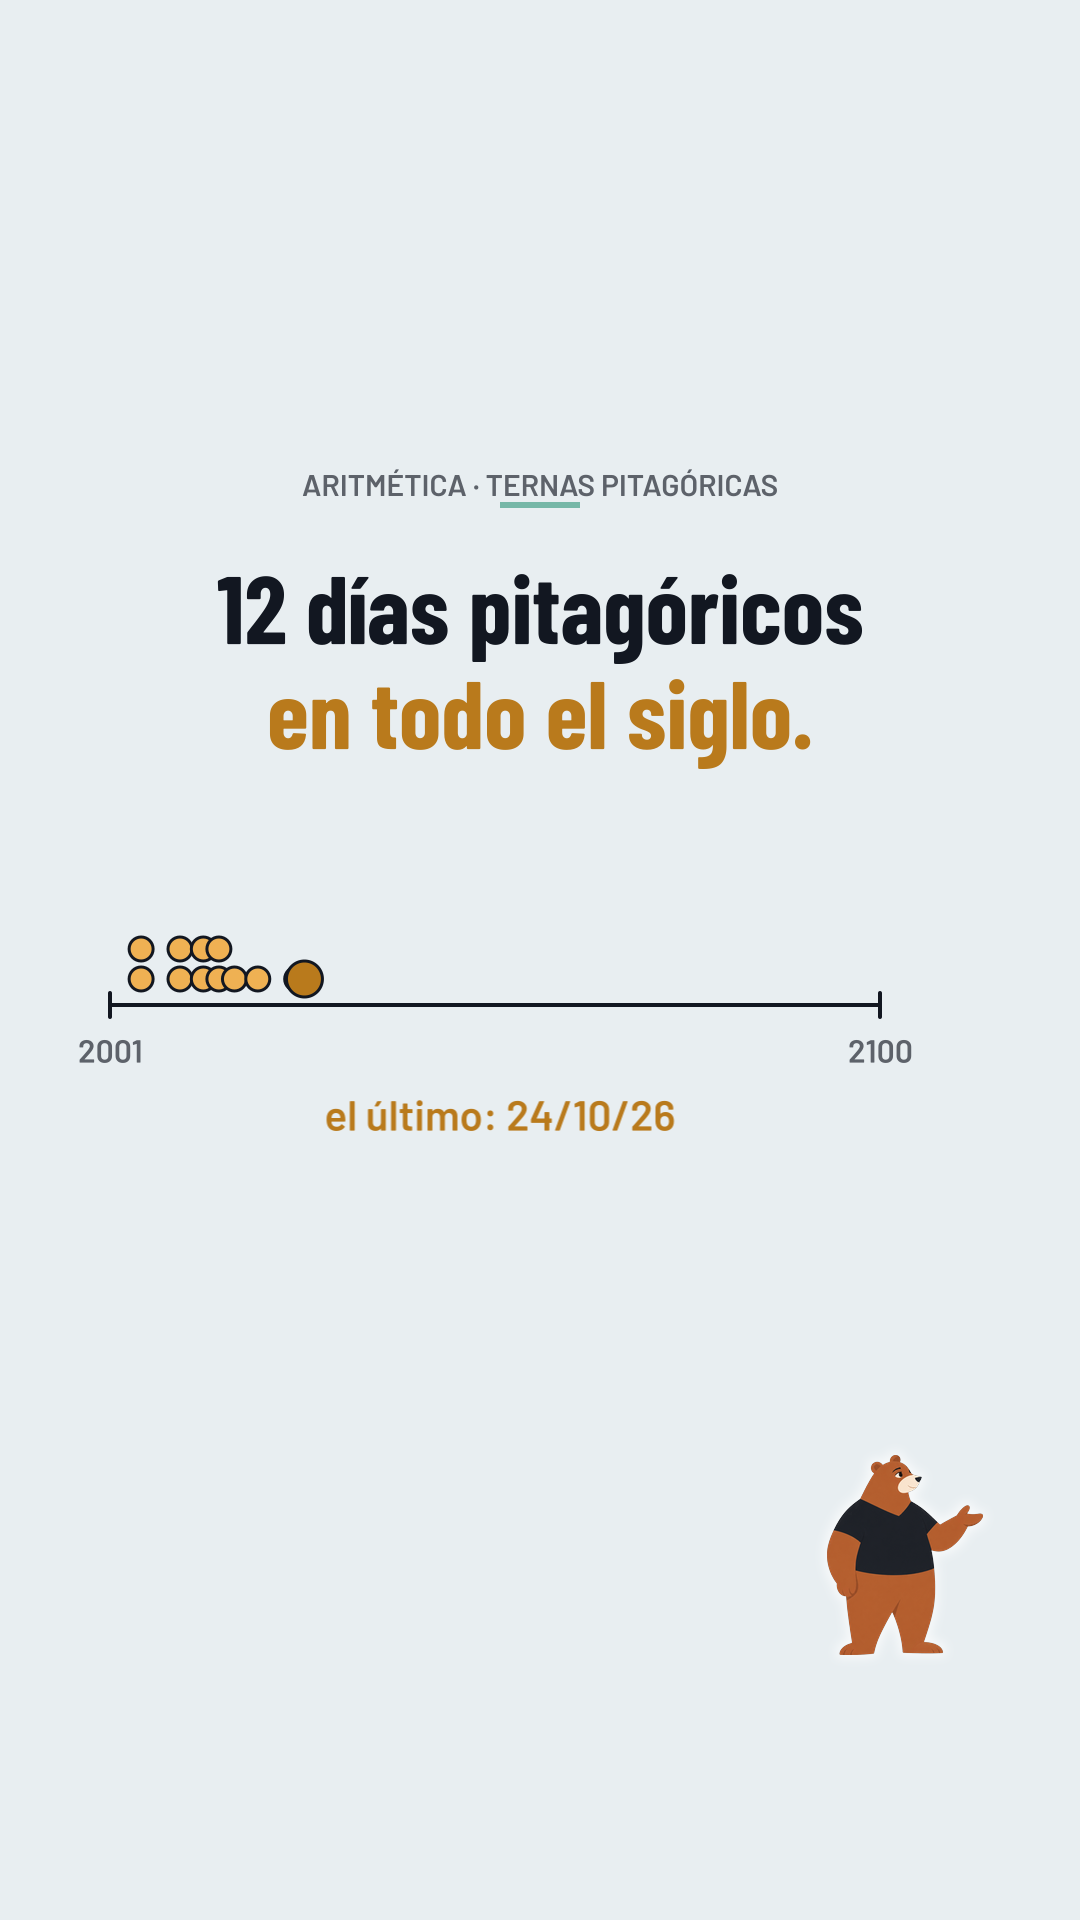 ARITMÉTICA · TERNAS PITAGÓRICAS
12 días pitagóricos
en todo el siglo.
2001
2100
el último: 24/10/26